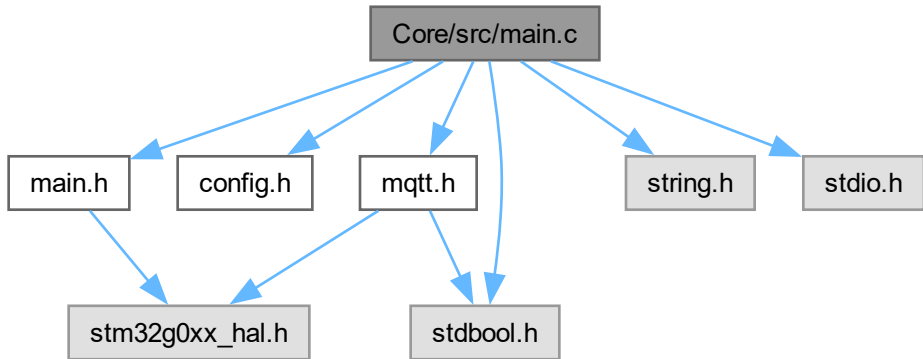 Core/src/main.c
main.h
config.h
mqtt.h
string.h
stdio.h
stm32g0xx_hal.h
stdbool.h